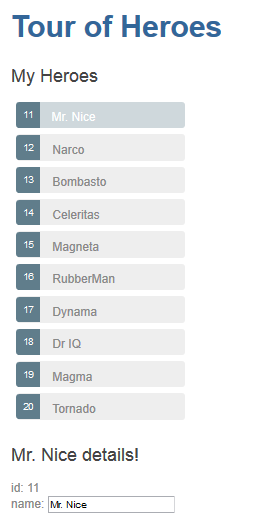 Tour of Heroes
My Heroes
11 Mr. Nice
12 Narco
13 Bombasto
14 Celeritas
15 Magneta
16 RubberMan
17 Dynama
18 Dr IQ
19 Magma
20 Tornado
Mr. Nice details!
id: 11
name: Mr. Nice